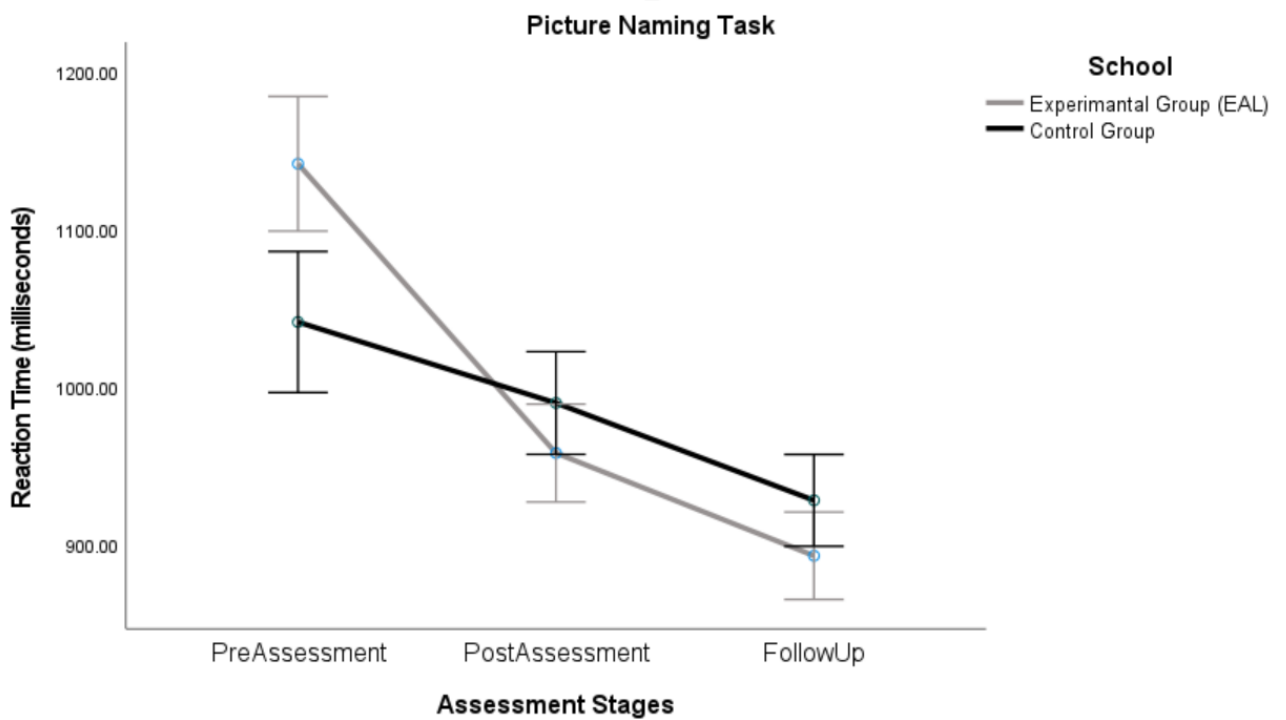 Picture Naming Task
School
Experimantal Group (EAL)
Control Group
Reaction Time (milliseconds)
1200.00
1100.00
1000.00
900.00
PreAssessment
PostAssessment
FollowUp
Assessment Stages